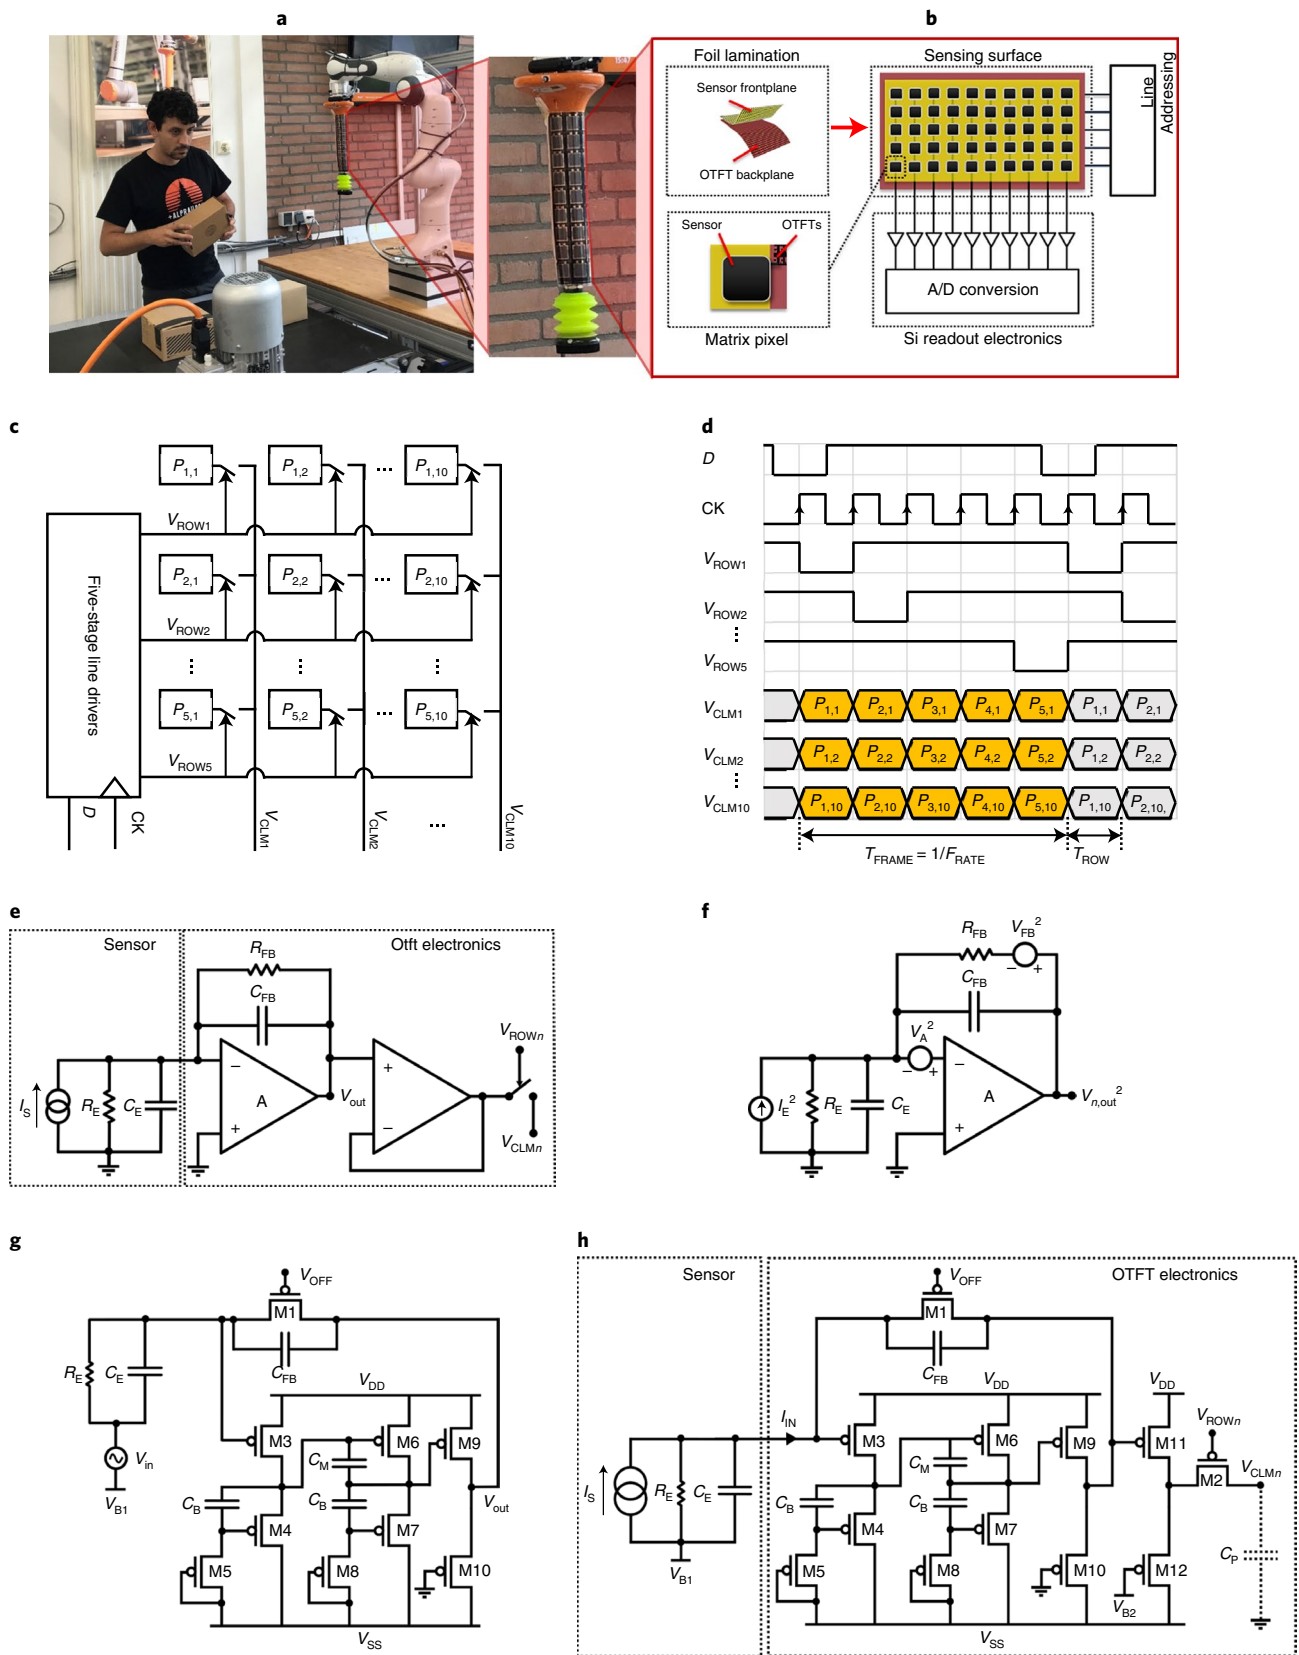 a
b
Foil lamination
Sensor frontplane
OTFT backplane
Sensing surface
Line
Addressing
Sensor
OTFTs
Matrix pixel
A/D conversion
Si readout electronics
c
P1,1
P1,2
...
P1,10
VROW1
P2,1
P2,2
...
P2,10
VROW2
P5,1
P5,2
...
P5,10
VROW5
Five-stage line drivers
D
CK
VCLM1
VCLM2
...
VCLM10
d
D
CK
VROW1
VROW2
VROW5
VCLM1
P1,1
P2,1
P3,1
P4,1
P5,1
P1,1
P2,1
VCLM2
P1,2
P2,2
P3,2
P4,2
P5,2
P1,2
P2,2
VCLM10
P1,10
P2,10
P3,10
P4,10
P5,10
P1,10
P2,10,
TFRAME = 1/FRATE
TROW
e
Sensor
Otft electronics
RFB
CFB
IS
RE
CE
−
A
+
Vout
+
−
VROWn
VCLMn
f
RFB
VFB²
−
+
CFB
VA²
−
+
IE²
RE
CE
−
A
+
Vn,out²
g
VOFF
M1
CFB
RE
CE
Vin
VB1
VDD
M3
M6
M9
CM
CB
CB
M4
M7
Vout
M5
M8
M10
VSS
h
Sensor
OTFT electronics
VOFF
M1
CFB
VDD
VDD
IIN
M3
M6
M9
M11
VROWn
M2
VCLMn
CM
IS
RE
CE
CB
CB
M4
M7
VB1
M5
M8
M10
M12
VB2
CP
VSS